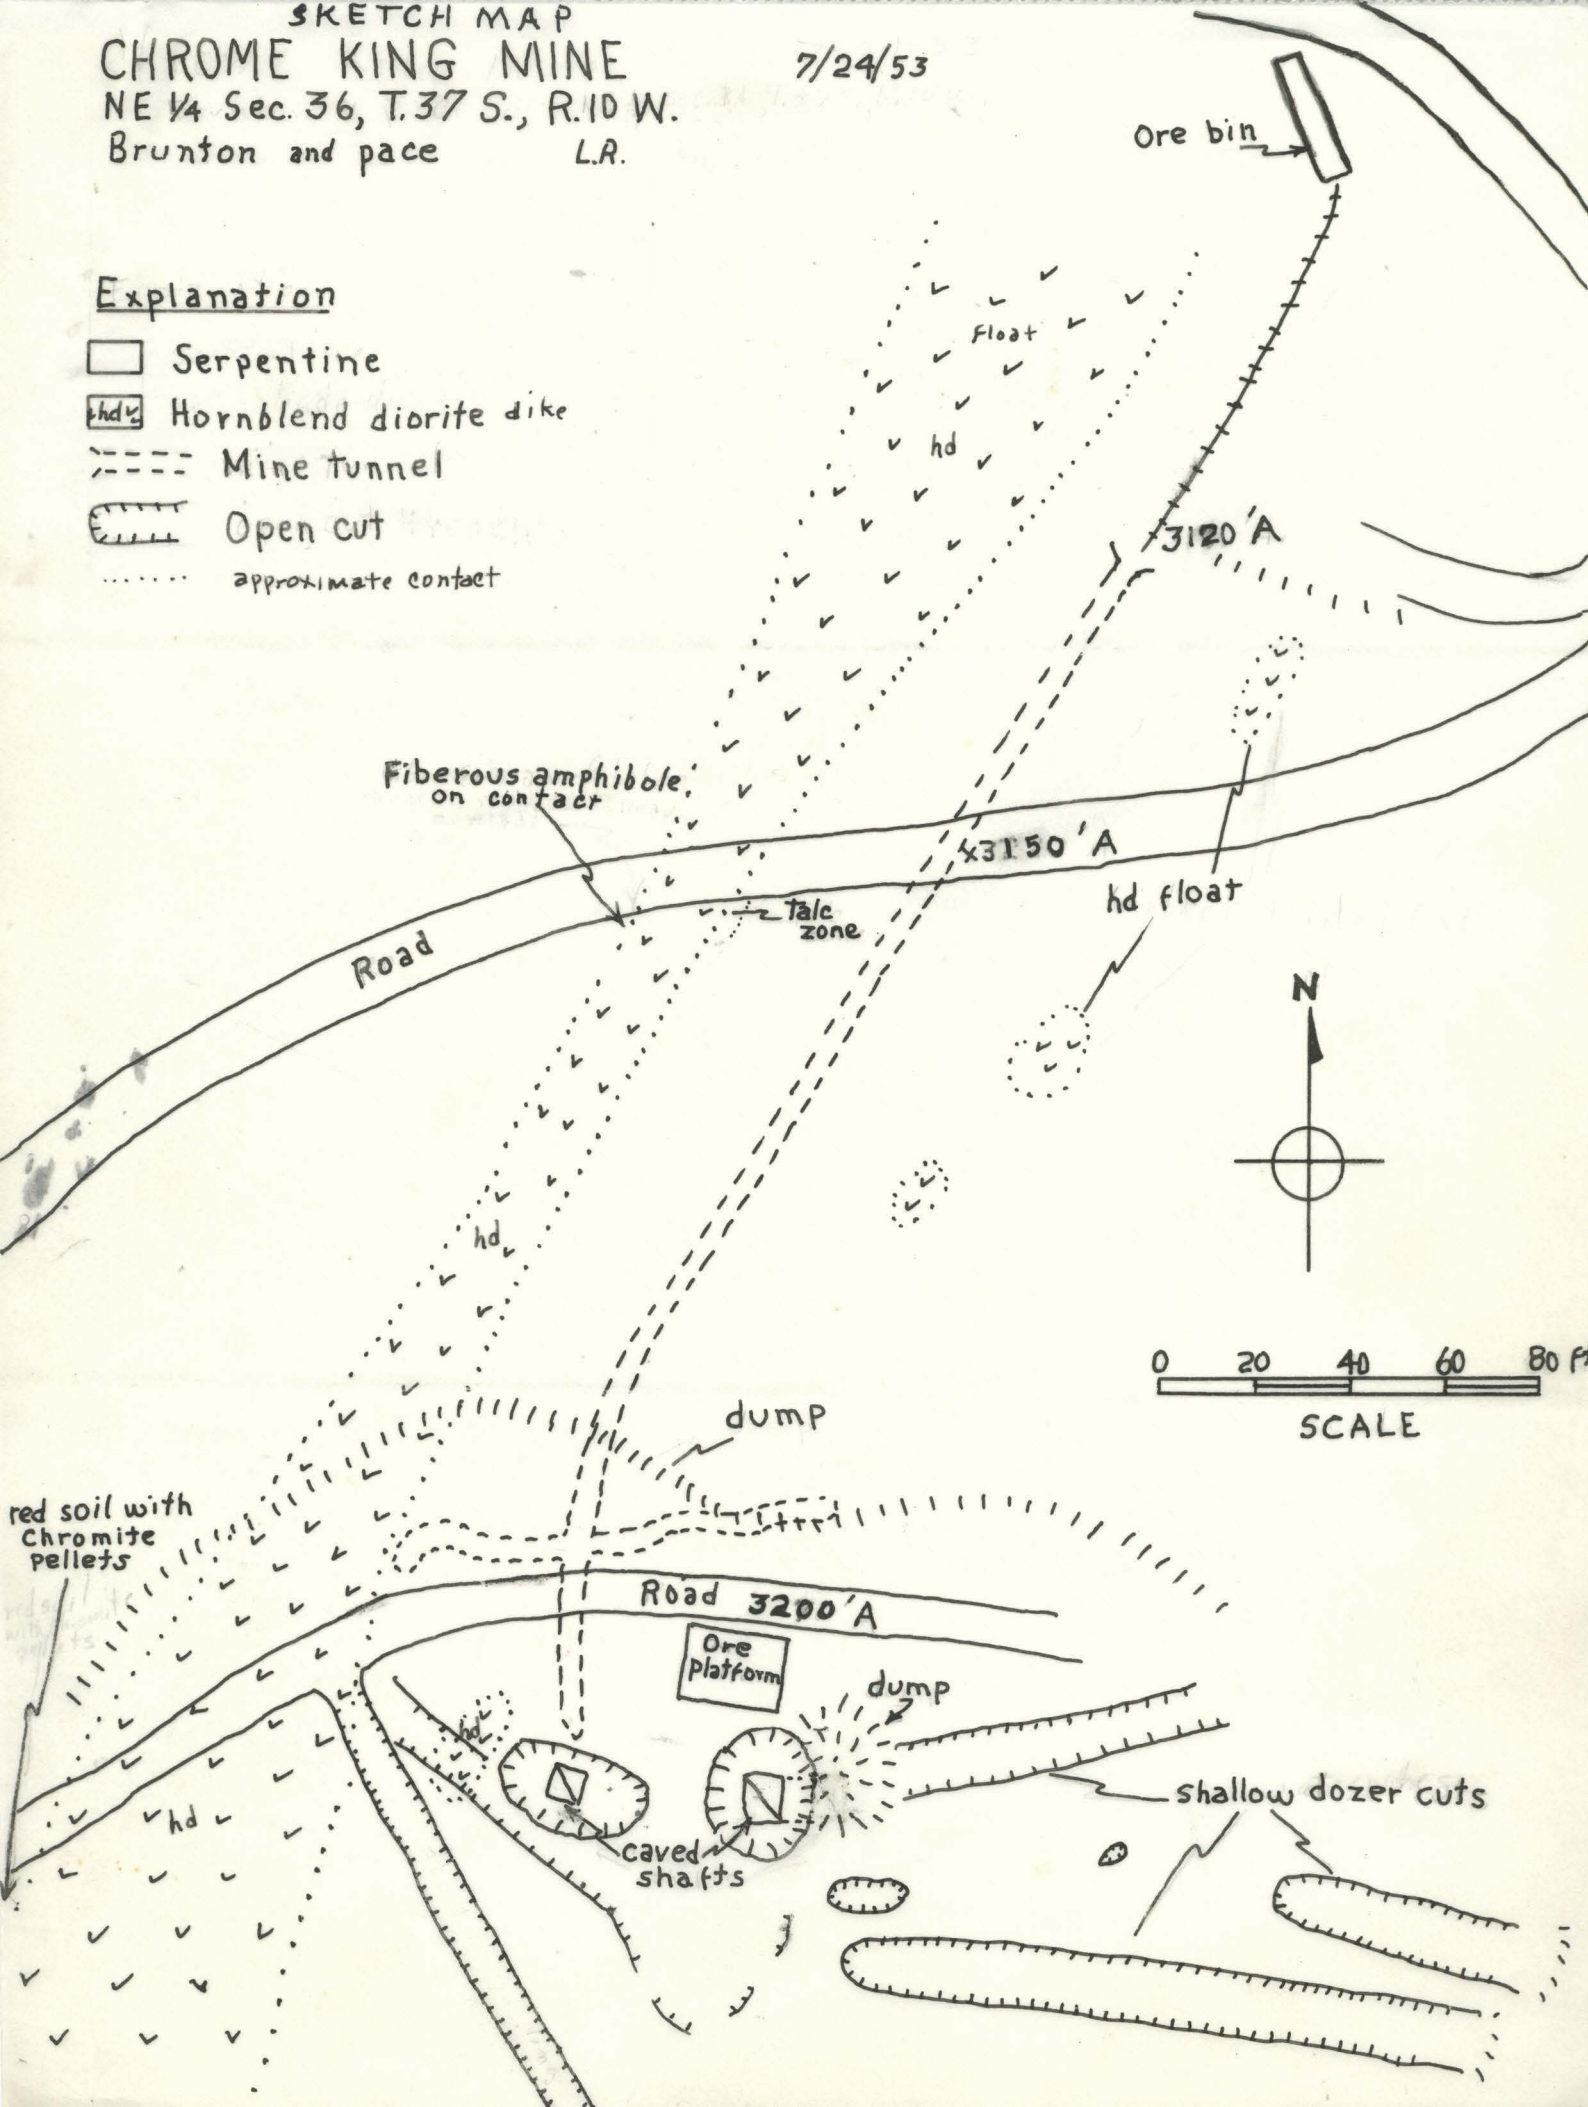 SKETCH MAP
CHROME KING MINE
7/24/53
NE 1/4 Sec. 36, T.37 S., R.10 W.
Brunton and pace L.R.
Ore bin
Explanation
Serpentine
hd Hornblend diorite dike
Mine tunnel
Open cut
approximate contact
Float
hd
3120'A
Fiberous amphibole
on contact
x3150'A
hd float
Talc
zone
Road
N
hd
0 20 40 60 80 Ft
SCALE
dump
red soil with
Chromite
pellets
Road 3200'A
Ore
platform
dump
hd
shallow dozer cuts
hd
caved
shafts